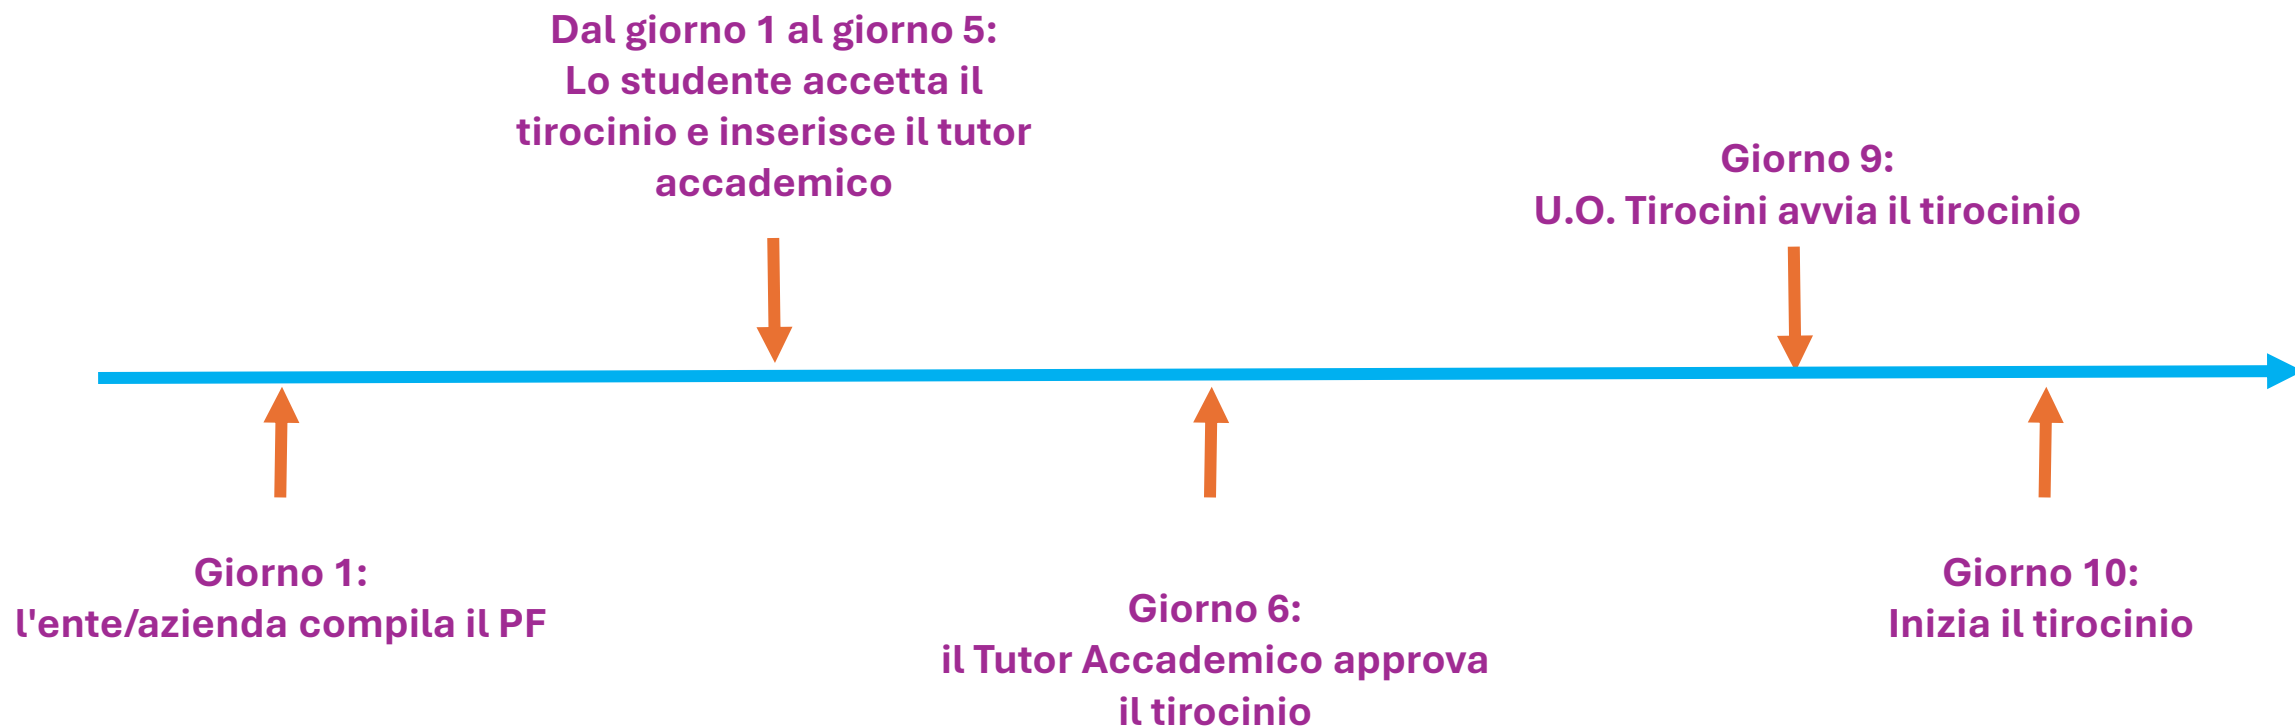 Dal giorno 1 al giorno 5:
Lo studente accetta il
tirocinio e inserisce il tutor
accademico
Giorno 9:
U.O. Tirocini avvia il tirocinio
Giorno 1:
l'ente/azienda compila il PF
Giorno 6:
il Tutor Accademico approva
il tirocinio
Giorno 10:
Inizia il tirocinio